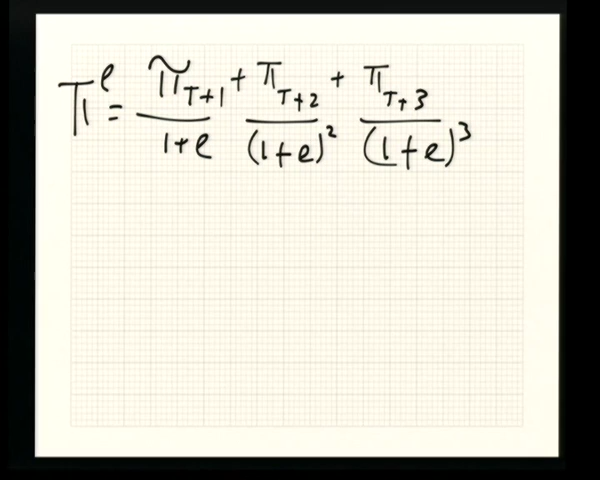 π^e = π_{T+1}/(1+e) + π_{T+2}/(1+e)^2 + π_{T+3}/(1+e)^3